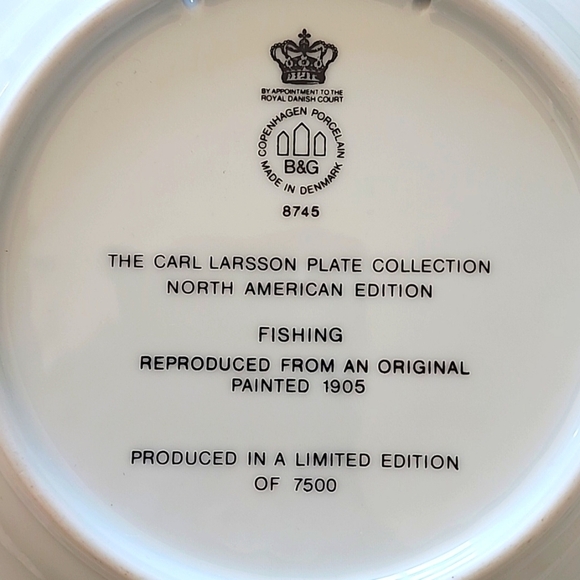 BY APPOINTMENT TO THE
ROYAL DANISH COURT
COPENHAGEN PORCELAIN
B&G
MADE IN DENMARK
8745
THE CARL LARSSON PLATE COLLECTION
NORTH AMERICAN EDITION
FISHING
REPRODUCED FROM AN ORIGINAL
PAINTED 1905
PRODUCED IN A LIMITED EDITION
OF 7500